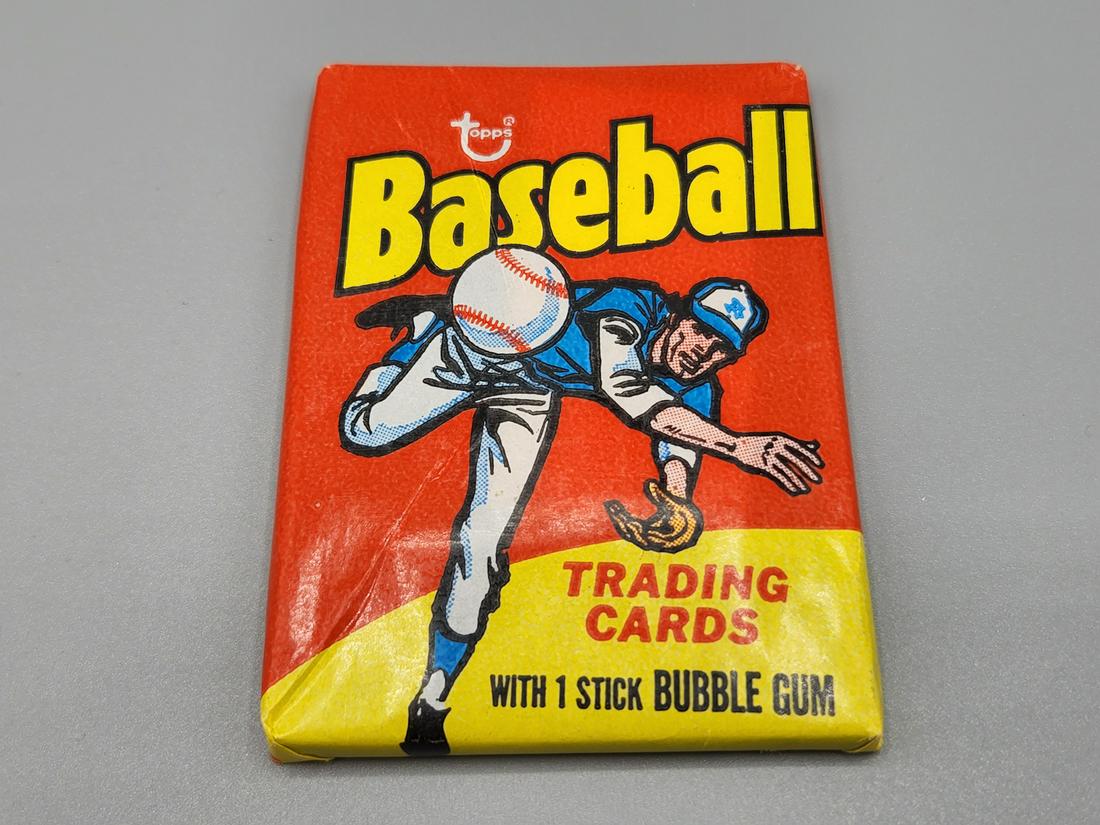 topps®
Baseball
TRADING
CARDS
WITH 1 STICK BUBBLE GUM